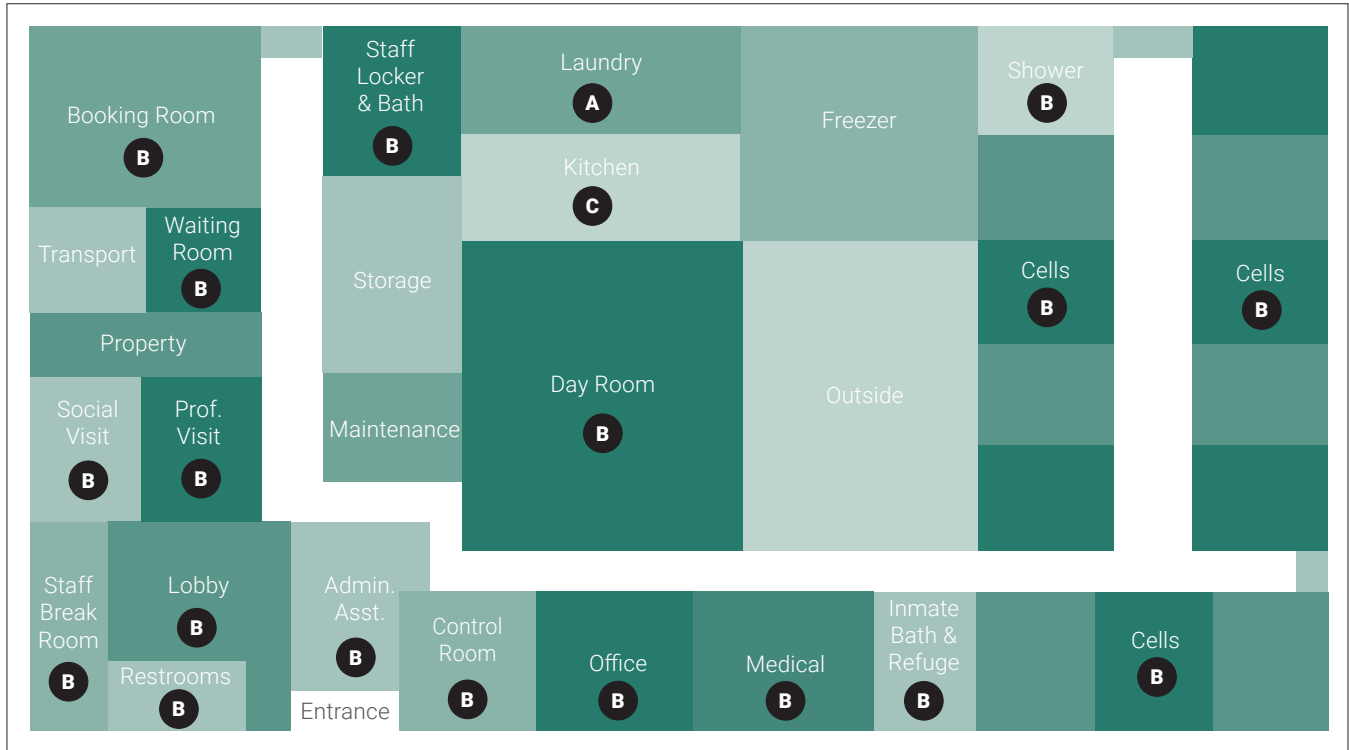 Booking Room
B
Staff
Locker
& Bath
B
Laundry
A
Kitchen
C
Freezer
Shower
B
Transport
Waiting
Room
B
Storage
Cells
B
Cells
B
Property
Social
Visit
B
Prof.
Visit
B
Maintenance
Day Room
B
Outside
Staff
Break
Room
B
Lobby
B
Restrooms
B
Admin.
Asst.
B
Entrance
Control
Room
B
Office
B
Medical
B
Inmate
Bath &
Refuge
B
Cells
B